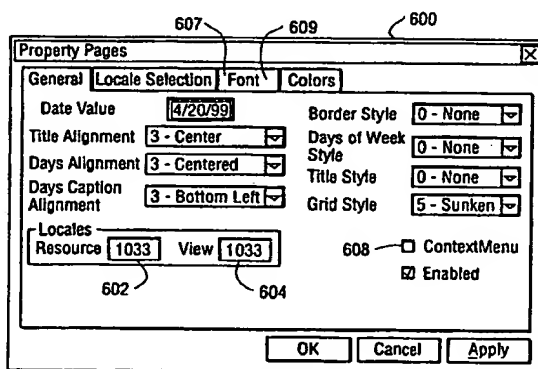 600
607
609
Property Pages
General Locale Selection Font Colors
Date Value 4/20/99
Border Style 0 - None
Title Alignment 3 - Center
Days of Week Style 0 - None
Days Alignment 3 - Centered
Title Style 0 - None
Days Caption Alignment 3 - Bottom Left
Grid Style 5 - Sunken
Locales
Resource 1033 View 1033
608 ContextMenu
602
604
Enabled
OK Cancel Apply